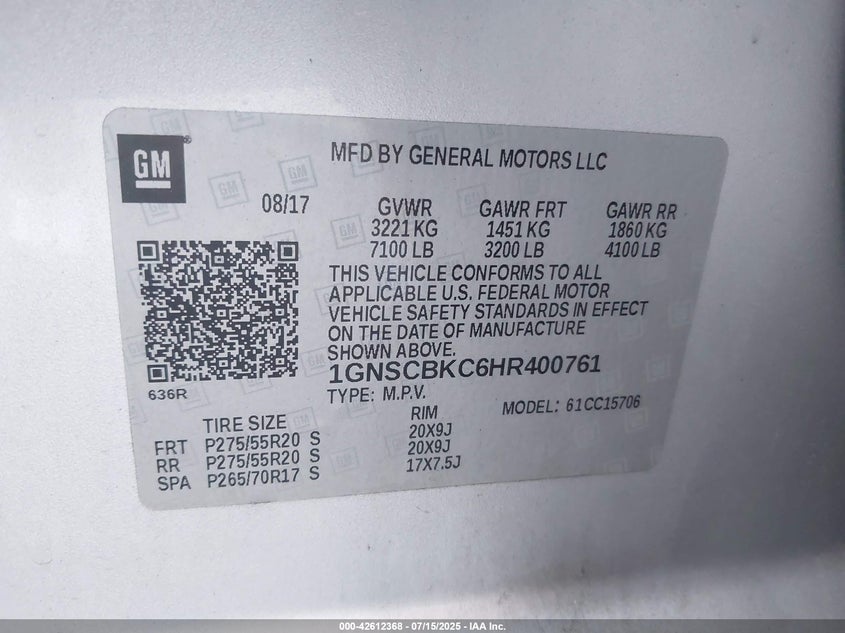 GM
MFD BY GENERAL MOTORS LLC
08/17 GVWR GAWR FRT GAWR RR
3221 KG 1451 KG 1860 KG
7100 LB 3200 LB 4100 LB
THIS VEHICLE CONFORMS TO ALL
APPLICABLE U.S. FEDERAL MOTOR
VEHICLE SAFETY STANDARDS IN EFFECT
ON THE DATE OF MANUFACTURE
SHOWN ABOVE.
1GNSCBKC6HR400761
636R
TYPE: M.P.V. MODEL: 61CC15706
TIRE SIZE RIM
FRT P275/55R20 S 20X9J
RR P275/55R20 S 20X9J
SPA P265/70R17 S 17X7.5J
000-42612368 - 07/15/2025 - IAA Inc.